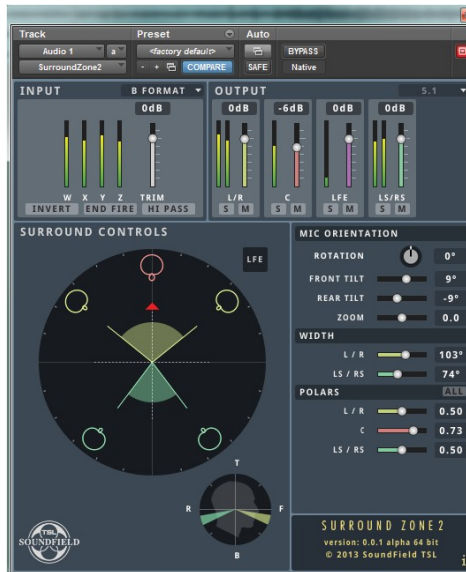 Track Preset Auto
Audio 1 a <factory default> BYPASS
SurroundZone2 - + COMPARE SAFE Native
INPUT B FORMAT OUTPUT 5.1
0dB 0dB -6dB 0dB 0dB
W X Y Z TRIM L/R C LFE LS/RS
INVERT END FIRE HI PASS S M S M S M S M
SURROUND CONTROLS
LFE
MIC ORIENTATION
ROTATION 0°
FRONT TILT 9°
REAR TILT -9°
ZOOM 0.0
WIDTH
L / R 103°
LS / RS 74°
POLARS ALL
L / R 0.50
C 0.73
LS / RS 0.50
T
R F
B
TSL
SOUNDFIELD
SURROUND ZONE 2
version: 0.0.1 alpha 64 bit
© 2013 SoundField TSL
i